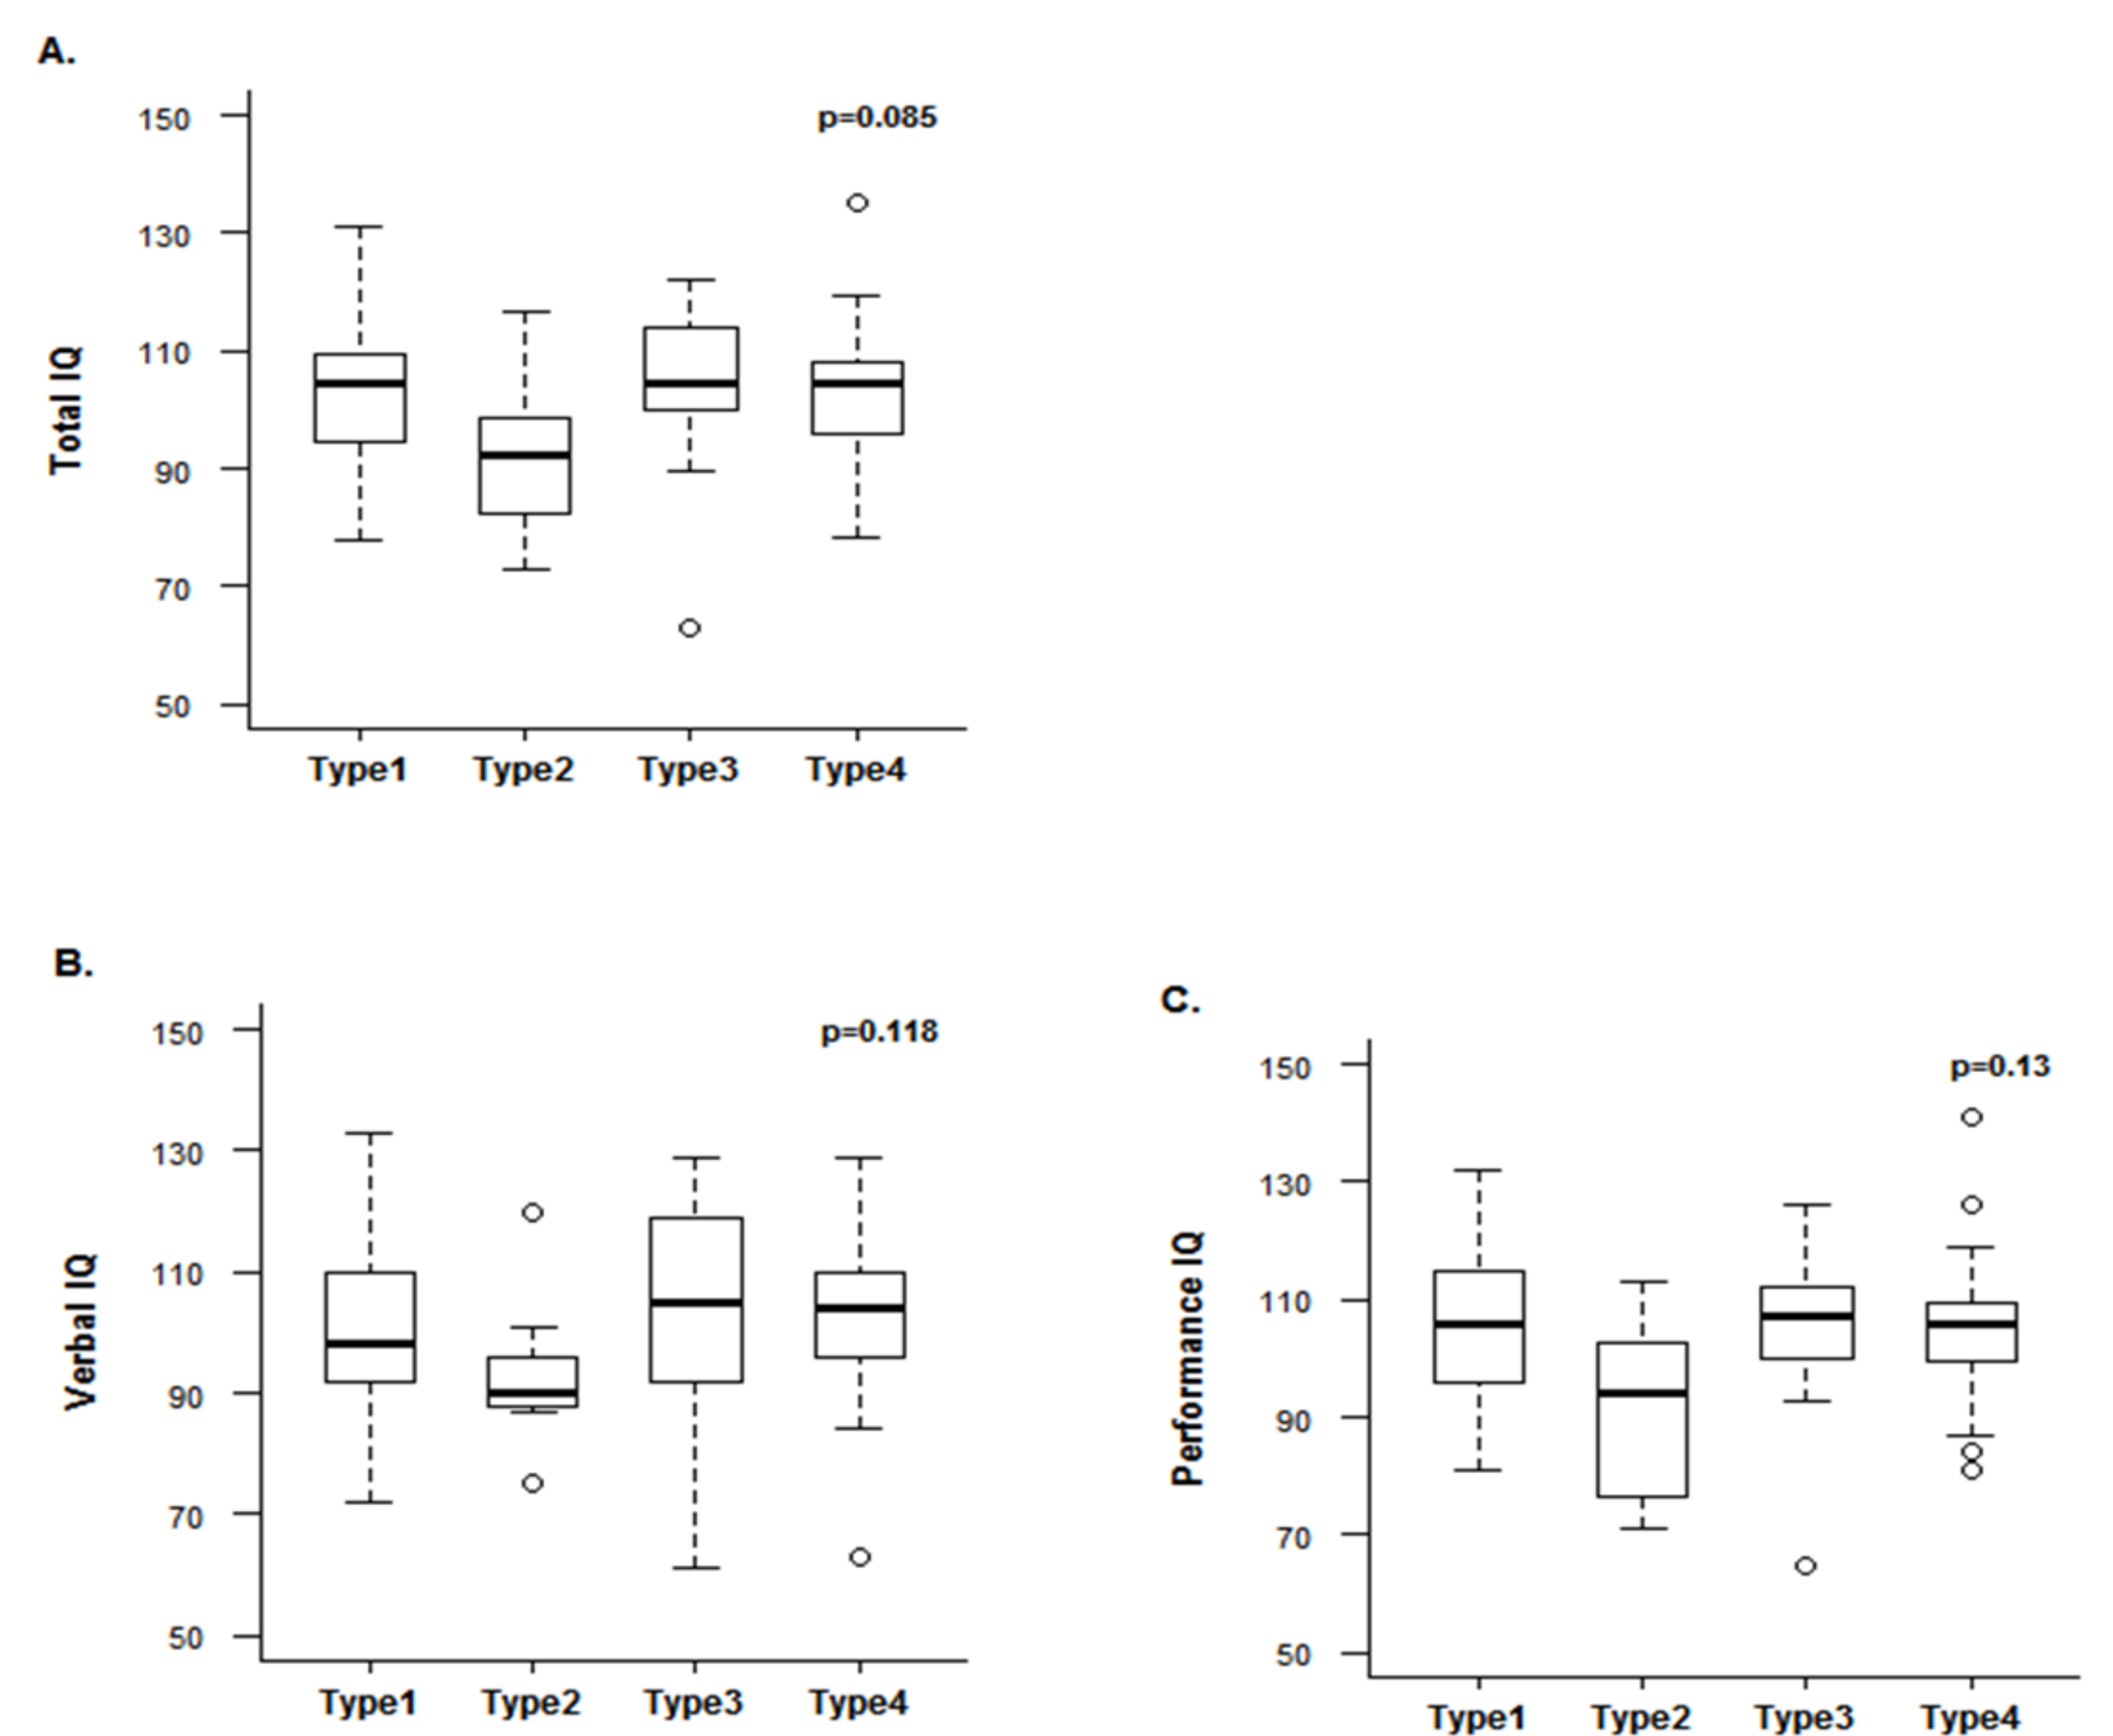 A.
p=0.085
150
130
110
90
70
50
Total IQ
Type1 Type2 Type3 Type4
B.
p=0.118
150
130
110
90
70
50
Verbal IQ
Type1 Type2 Type3 Type4
C.
p=0.13
150
130
110
90
70
50
Performance IQ
Type1 Type2 Type3 Type4